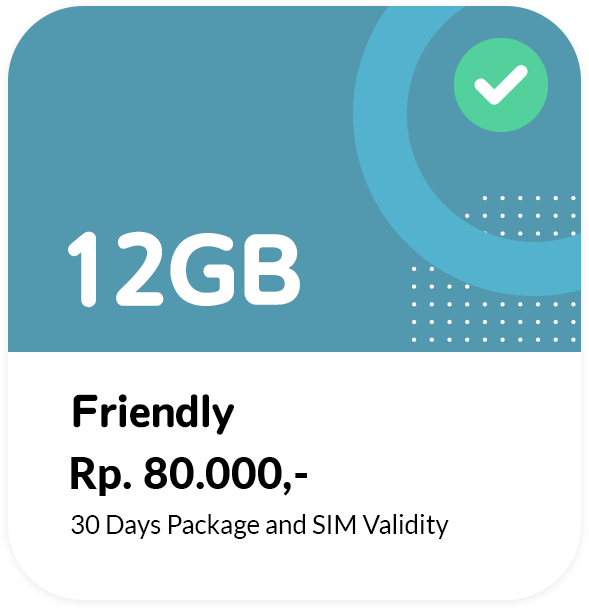 12GB
Friendly
Rp. 80.000,-
30 Days Package and SIM Validity